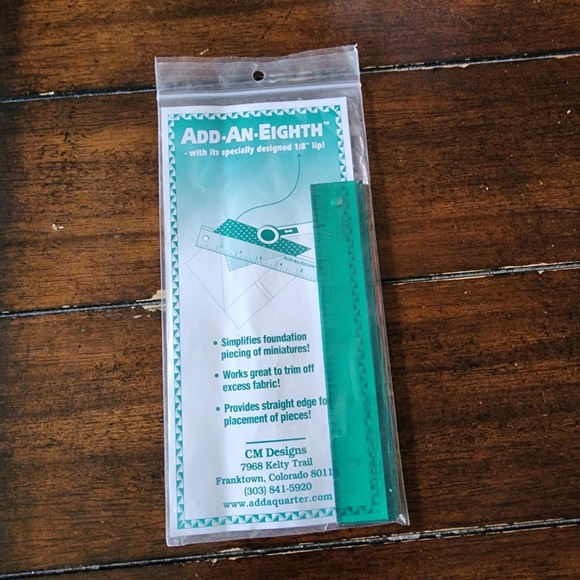 ADD-AN-EIGHTH™
- with its specially designed 1/8" lip!
• Simplifies foundation
piecing of miniatures!
• Works great to trim off
excess fabric!
• Provides straight edge for
placement of pieces!
CM Designs
7968 Kelty Trail
Franktown, Colorado
(303) 841-5920
www.addaquarter.com